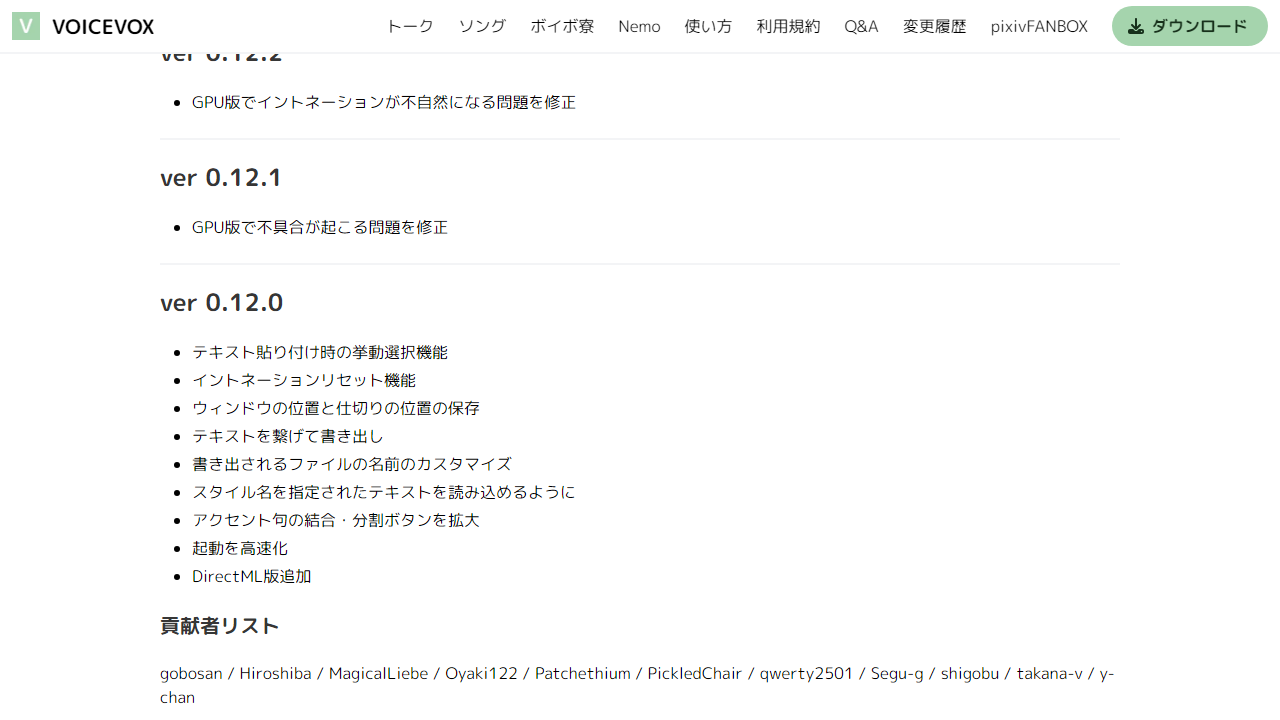 VOICEVOX
トーク ソング ボイボ寮 Nemo 使い方 利用規約 Q&A 変更履歴 pixivFANBOX ダウンロード
ver 0.12.2
GPU版でイントネーションが不自然になる問題を修正
ver 0.12.1
GPU版で不具合が起こる問題を修正
ver 0.12.0
テキスト貼り付け時の挙動選択機能
イントネーションリセット機能
ウィンドウの位置と仕切りの位置の保存
テキストを繋げて書き出し
書き出されるファイルの名前のカスタマイズ
スタイル名を指定されたテキストを読み込めるように
アクセント句の結合・分割ボタンを拡大
起動を高速化
DirectML版追加
貢献者リスト
gobosan / Hiroshiba / MagicalLiebe / Oyaki122 / Patchethium / PickledChair / qwerty2501 / Segu-g / shigobu / takana-v / y-
chan